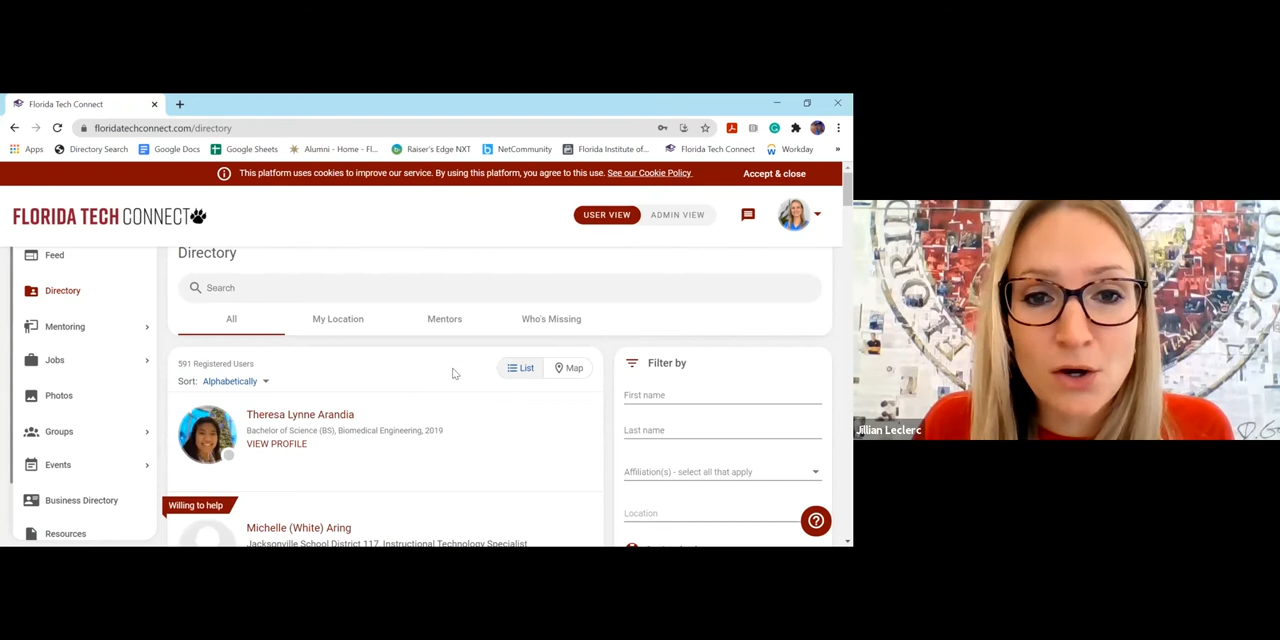 Florida Tech Connect
floridatechconnect.com/directory
Apps Directory Search Google Docs Google Sheets Alumni - Home - Fl... Raiser's Edge NXT NetCommunity Florida Institute of... Florida Tech Connect Workday »
This platform uses cookies to improve our service. By using this platform, you agree to this use. See our Cookie Policy. Accept & close
FLORIDA TECH CONNECT
USER VIEW ADMIN VIEW
Feed
Directory
Mentoring
Jobs
Photos
Groups
Events
Business Directory
Resources
Directory
Search
All My Location Mentors Who's Missing
591 Registered Users
Sort: Alphabetically
List Map
Theresa Lynne Arandia
Bachelor of Science (BS), Biomedical Engineering, 2019
VIEW PROFILE
Willing to help
Michelle (White) Aring
Jacksonville School District 117, Instructional Technology Specialist
Filter by
First name
Last name
Affiliation(s) - select all that apply
Location
Jillian Leclerc